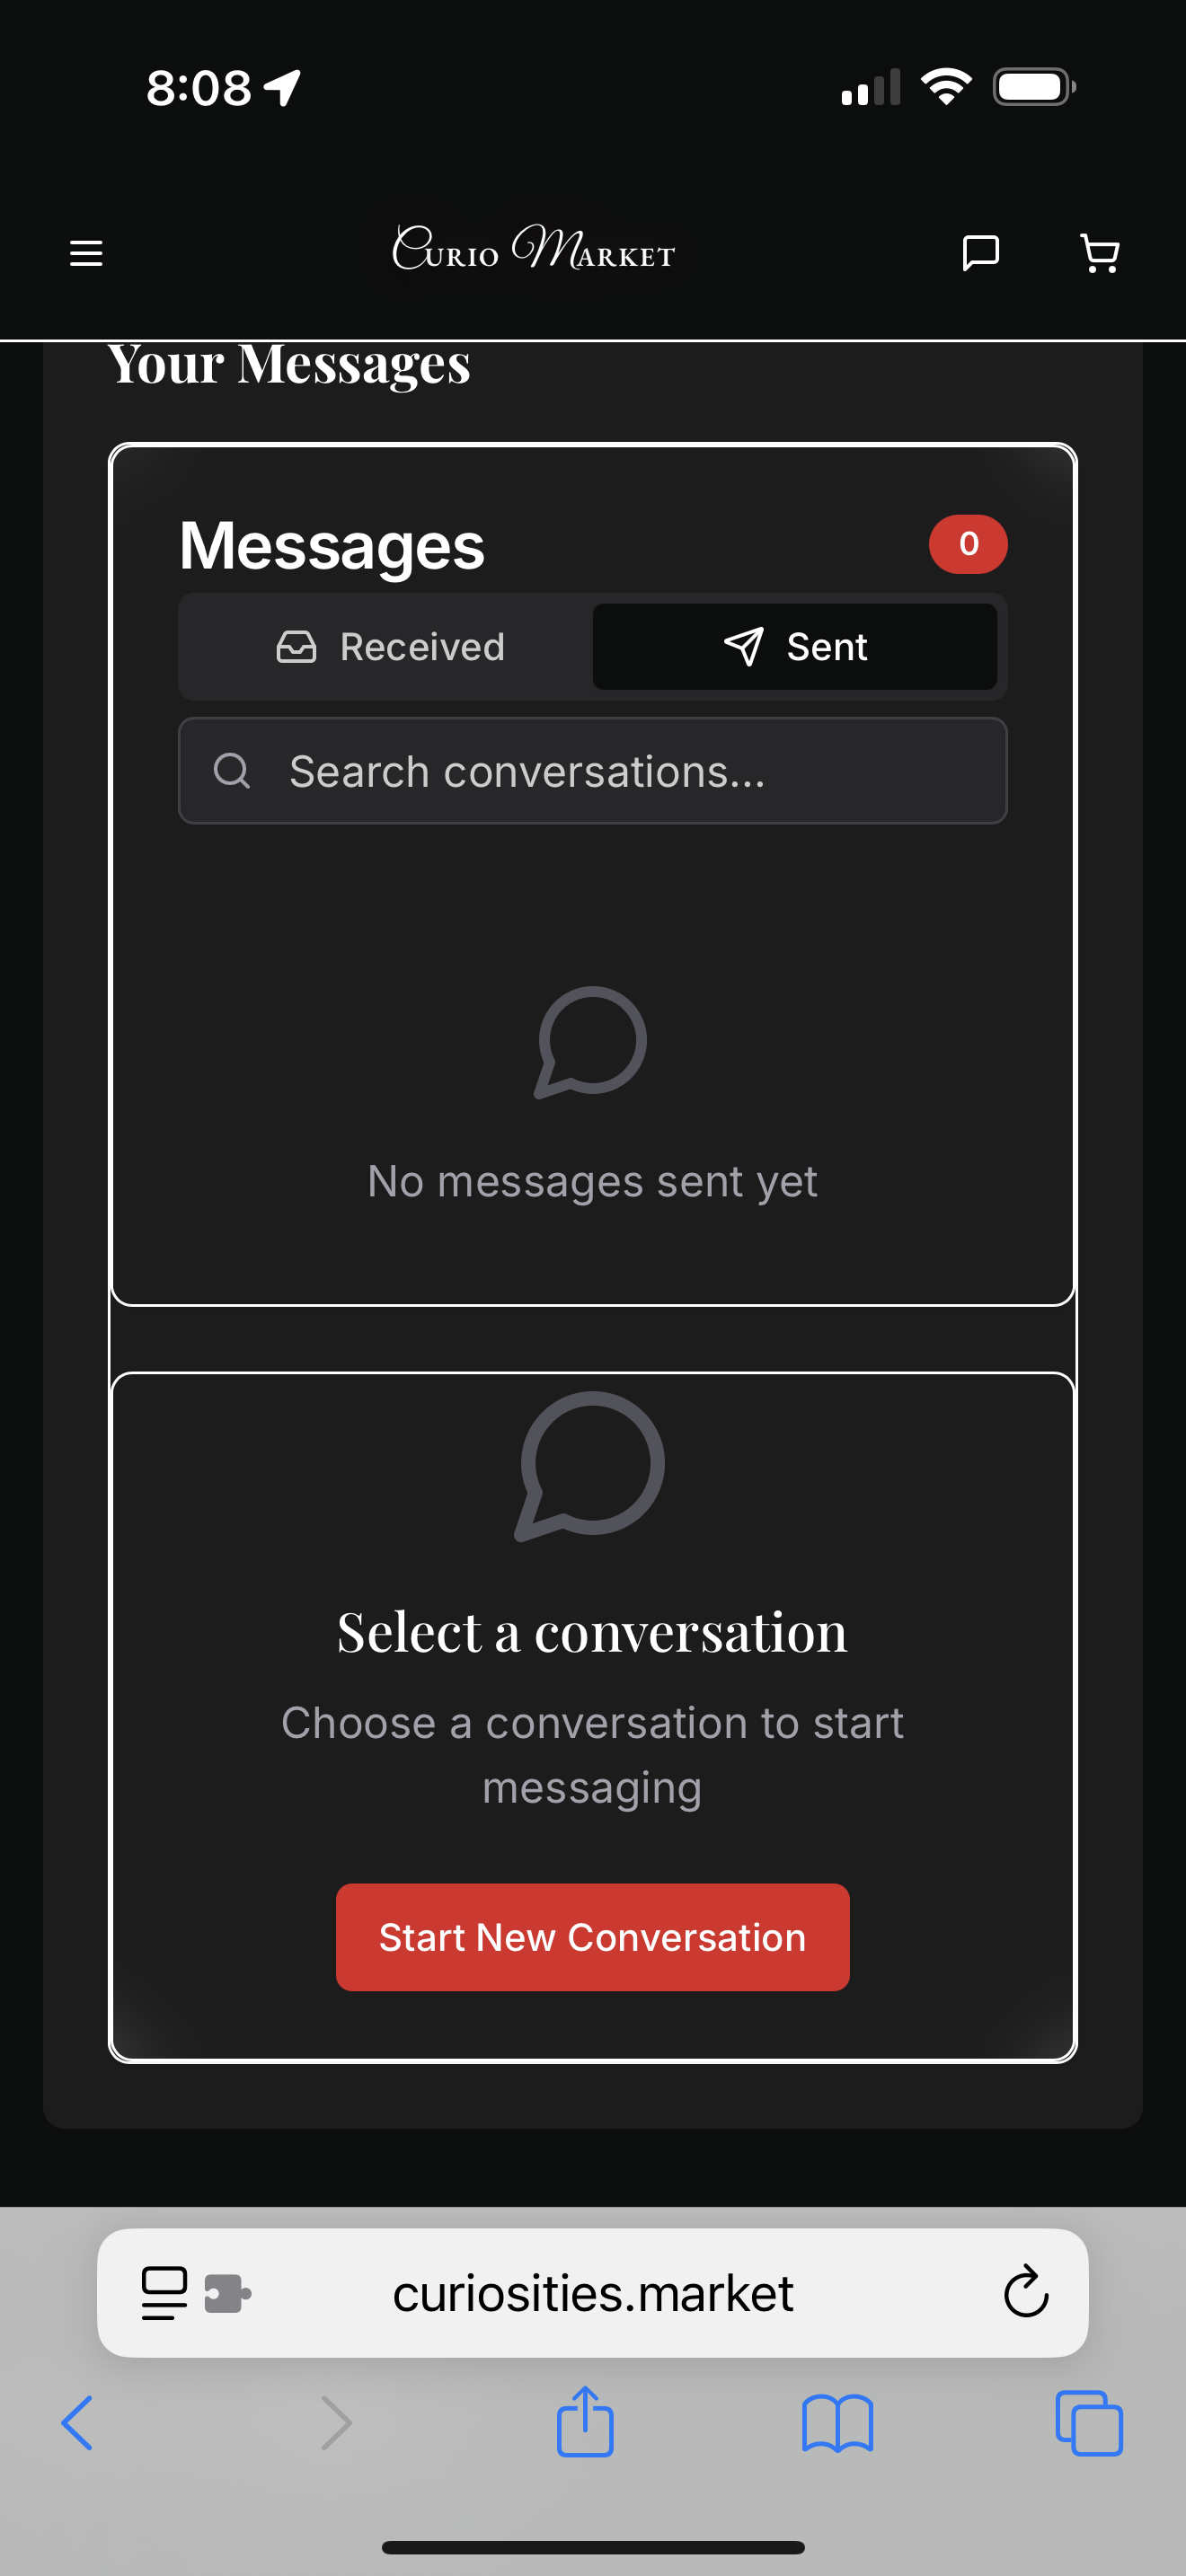 8:08
Curio Market
Your Messages
Messages
0
Received
Sent
Search conversations...
No messages sent yet
Select a conversation
Choose a conversation to start
messaging
Start New Conversation
curiosities.market